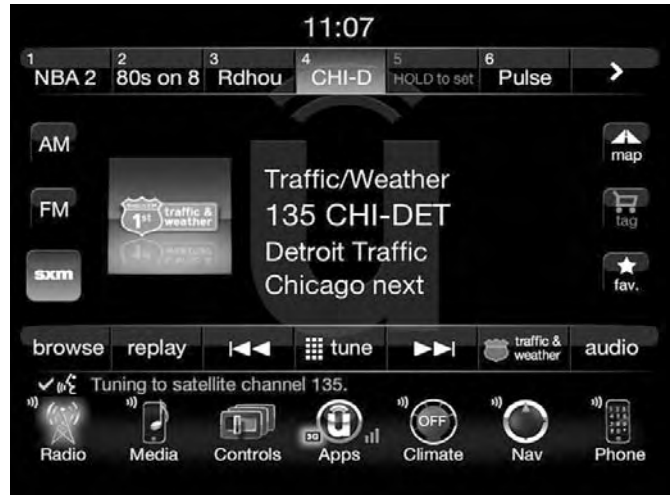 11:07
1 2 3 4 5 6
NBA 2 80s on 8 Rdhou CHI-D HOLD to set Pulse
AM
map
Traffic/Weather
1st traffic & weather
FM
135 CHI-DET
tag
Detroit Traffic
sxm
Chicago next
fav.
browse replay tune traffic & weather audio
Tuning to satellite channel 135.
3G
OFF
Radio Media Controls Apps Climate Nav Phone